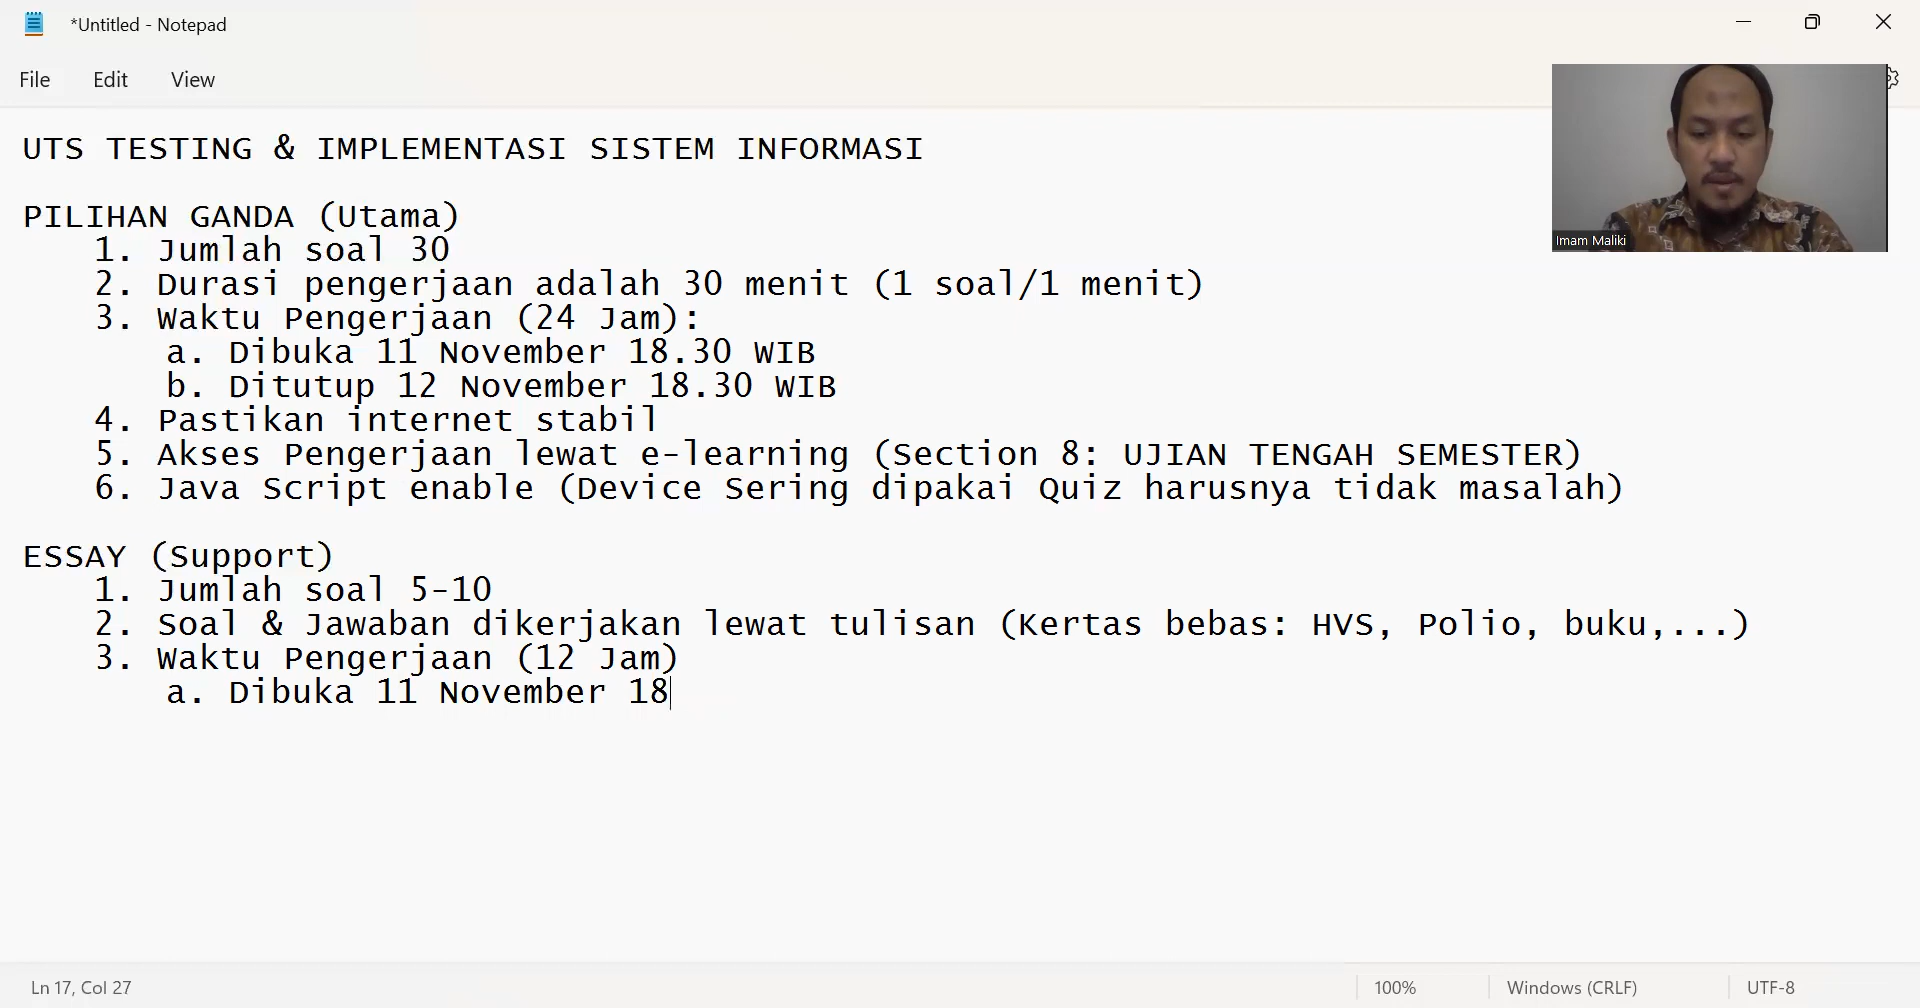 *Untitled - Notepad
File Edit View
UTS TESTING & IMPLEMENTASI SISTEM INFORMASI
PILIHAN GANDA (Utama)
1. Jumlah soal 30
2. Durasi pengerjaan adalah 30 menit (1 soal/1 menit)
3. Waktu Pengerjaan (24 Jam):
a. Dibuka 11 November 18.30 WIB
b. Ditutup 12 November 18.30 WIB
4. Pastikan internet stabil
5. Akses Pengerjaan lewat e-learning (Section 8: UJIAN TENGAH SEMESTER)
6. Java Script enable (Device Sering dipakai Quiz harusnya tidak masalah)
ESSAY (Support)
1. Jumlah soal 5-10
2. Soal & Jawaban dikerjakan lewat tulisan (Kertas bebas: HVS, Polio, buku,...)
3. Waktu Pengerjaan (12 Jam)
a. Dibuka 11 November 18
Imam Maliki
Ln 17, Col 27 100% Windows (CRLF) UTF-8